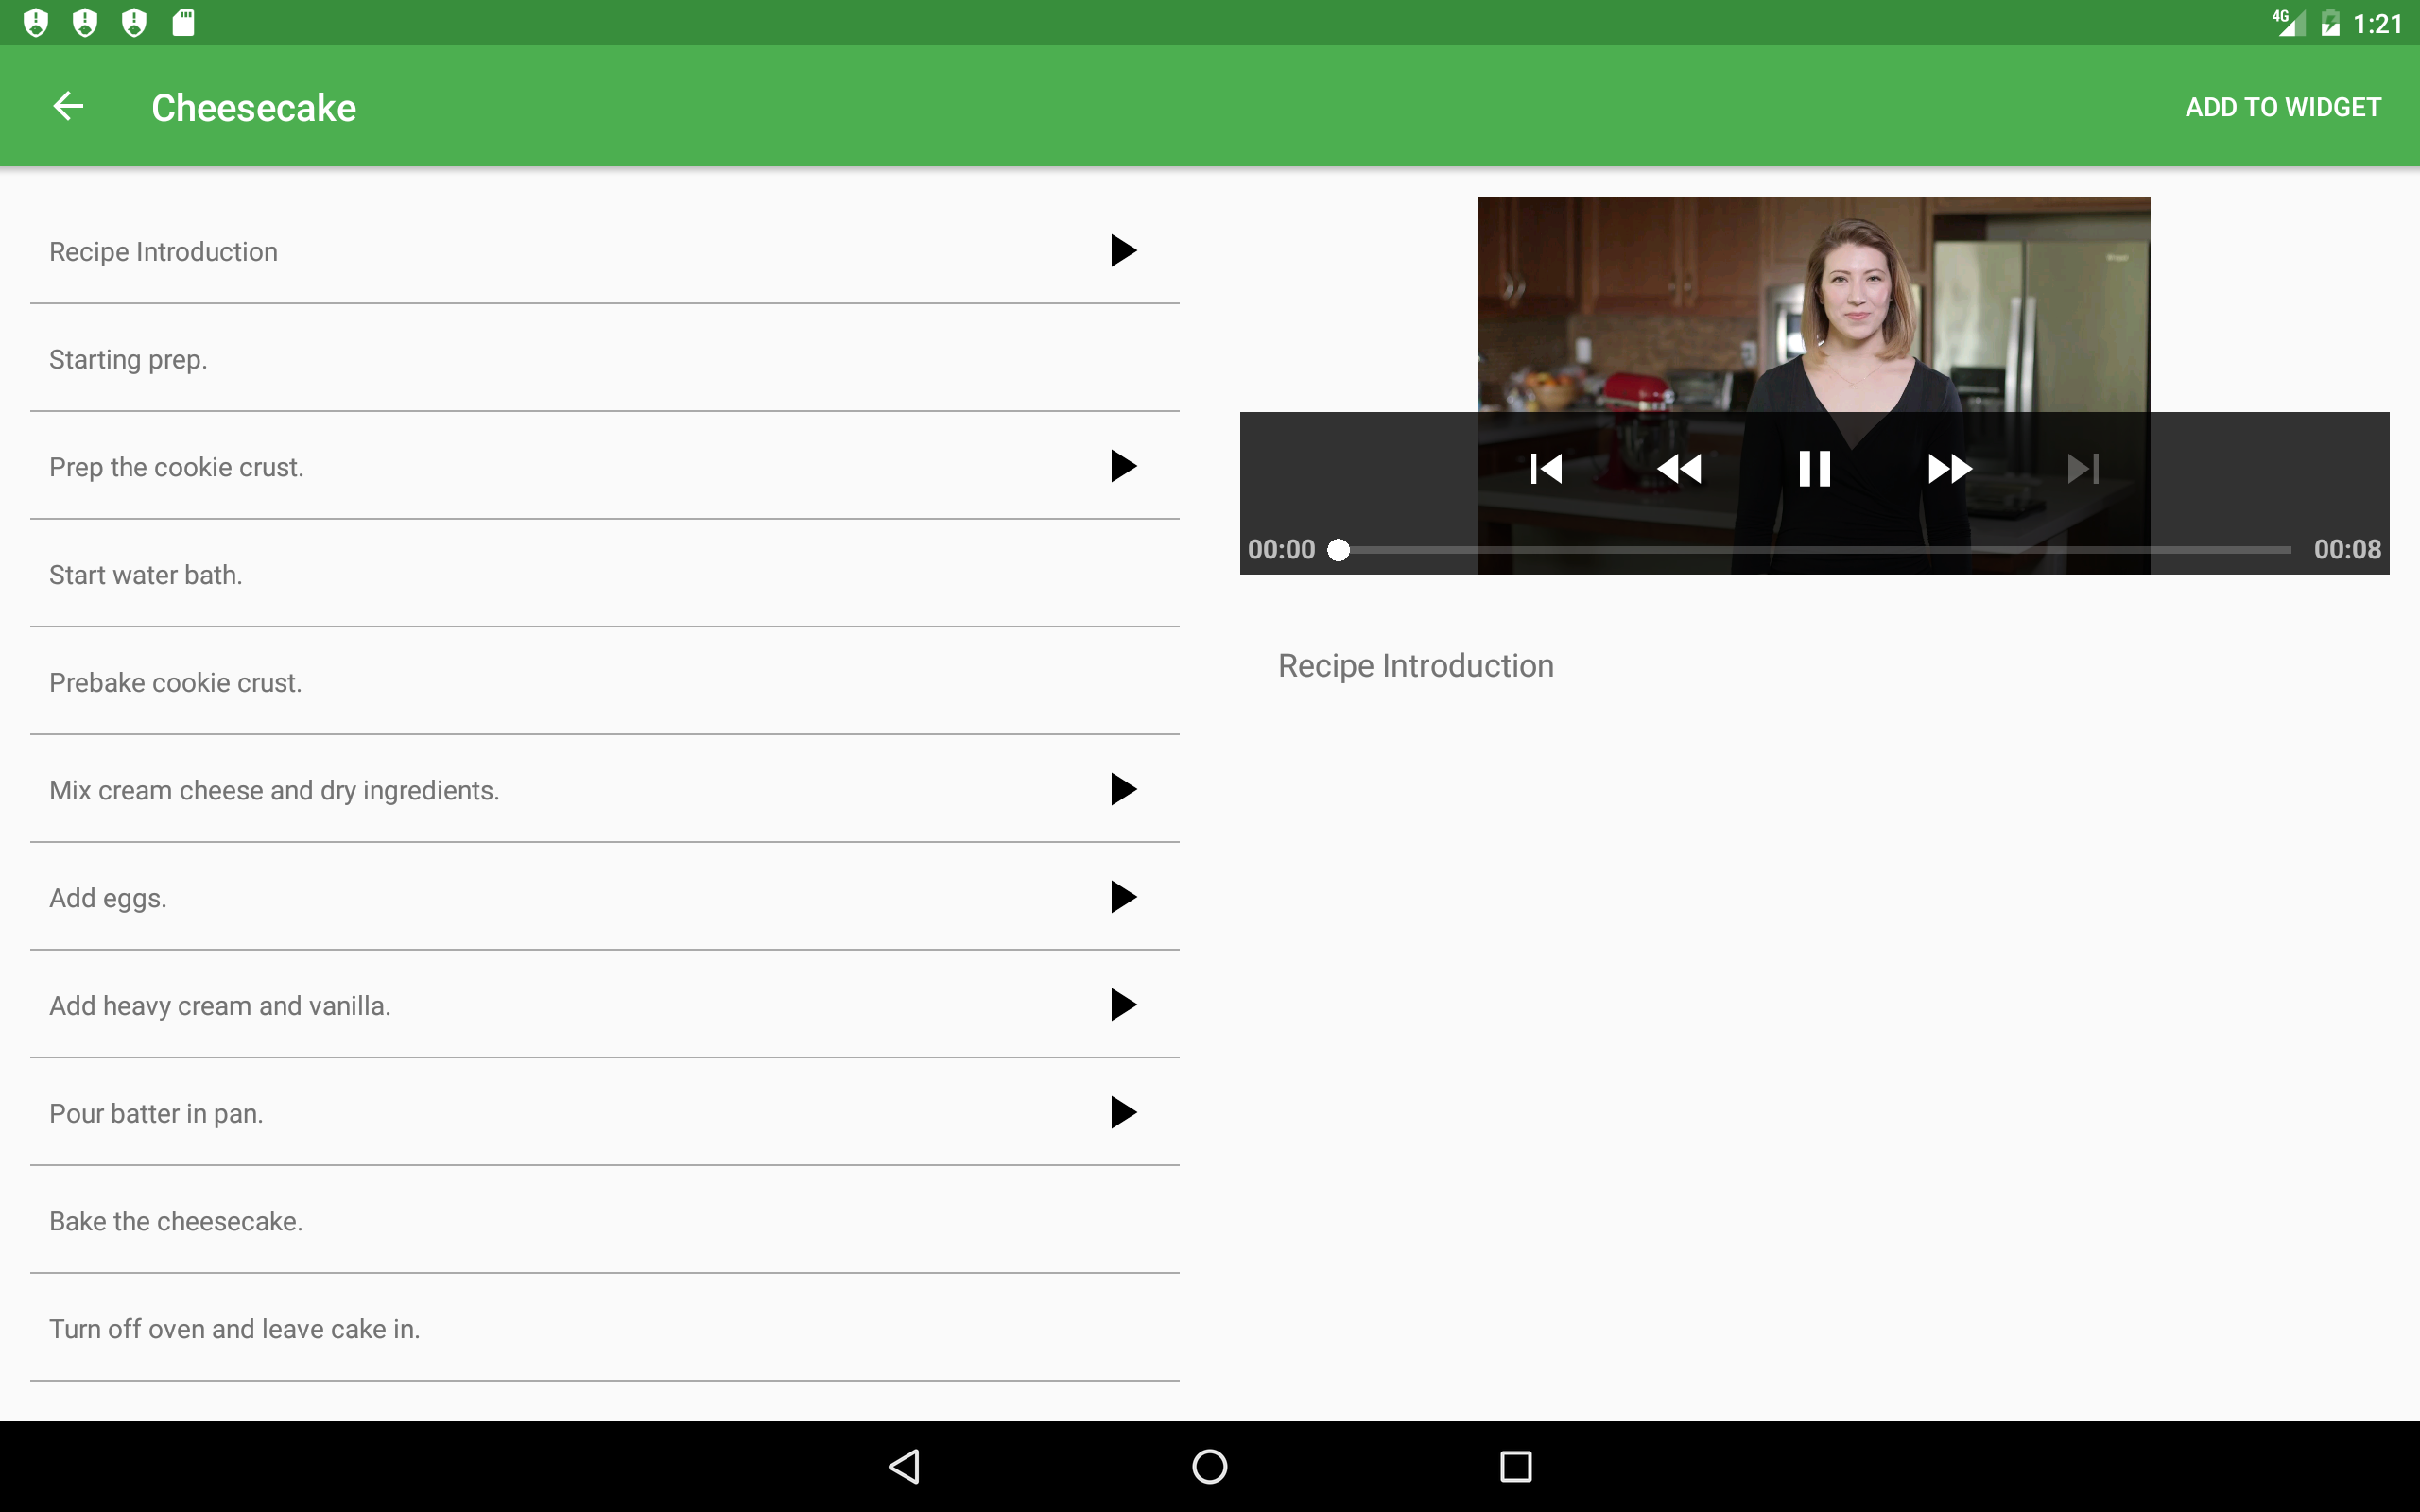 4G 1:21
Cheesecake
ADD TO WIDGET
Recipe Introduction
Starting prep.
Prep the cookie crust.
Start water bath.
Prebake cookie crust.
Mix cream cheese and dry ingredients.
Add eggs.
Add heavy cream and vanilla.
Pour batter in pan.
Bake the cheesecake.
Turn off oven and leave cake in.
00:00
00:08
Recipe Introduction